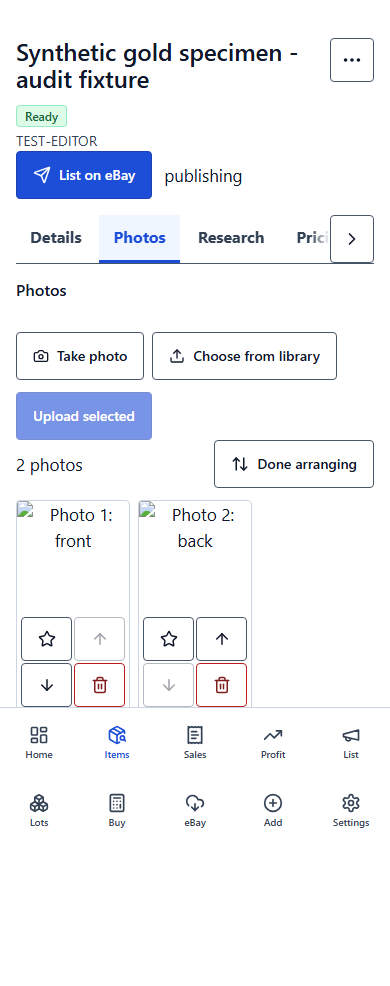 Synthetic gold specimen -
audit fixture
Ready
TEST-EDITOR
List on eBay
publishing
Details
Photos
Research
Photos
Take photo
Choose from library
Upload selected
2 photos
Done arranging
Photo 1:
front
Photo 2:
back
Home
Items
Sales
Profit
List
Lots
Buy
eBay
Add
Settings